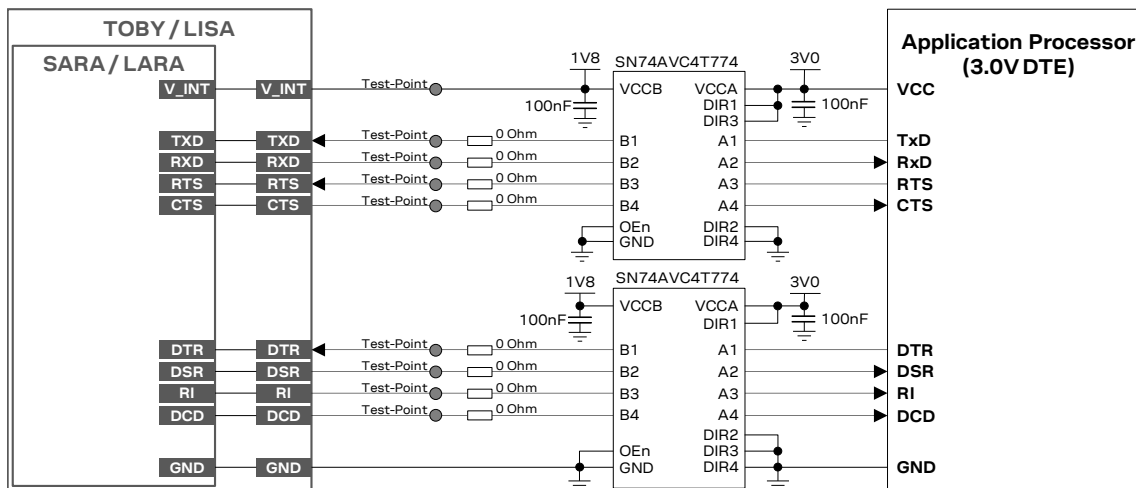 TOBY / LISA
SARA / LARA
Application Processor
(3.0V DTE)
1V8
SN74AVC4T774
3V0
V_INT V_INT Test-Point VCCB VCCA VCC
100nF DIR1 100nF
DIR3
TXD TXD Test-Point 0 Ohm B1 A1 TxD
RXD RXD Test-Point 0 Ohm B2 A2 RxD
RTS RTS Test-Point 0 Ohm B3 A3 RTS
CTS CTS Test-Point 0 Ohm B4 A4 CTS
OEn DIR2
GND DIR4
1V8
SN74AVC4T774
3V0
VCCB VCCA
100nF DIR1 100nF
DTR DTR Test-Point 0 Ohm B1 A1 DTR
DSR DSR Test-Point 0 Ohm B2 A2 DSR
RI RI Test-Point 0 Ohm B3 A3 RI
DCD DCD Test-Point 0 Ohm B4 A4 DCD
DIR2
OEn DIR3
GND GND GND DIR4 GND